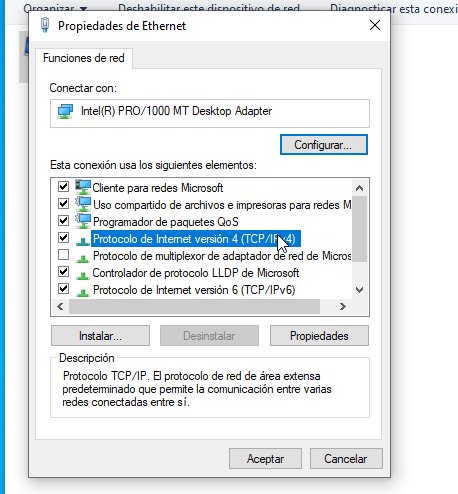 Organizar
Deshabilitar este dispositivo de red
Diagnosticar esta conexi
Propiedades de Ethernet
Funciones de red
Conectar con:
Intel(R) PRO/1000 MT Desktop Adapter
Configurar...
Esta conexión usa los siguientes elementos:
Cliente para redes Microsoft
Uso compartido de archivos e impresoras para redes M
Programador de paquetes QoS
Protocolo de Internet versión 4 (TCP/IPv4)
Protocolo de multiplexor de adaptador de red de Micros
Controlador de protocolo LLDP de Microsoft
Protocolo de Internet versión 6 (TCP/IPv6)
Instalar...
Desinstalar
Propiedades
Descripción
Protocolo TCP/IP. El protocolo de red de área extensa
predeterminado que permite la comunicación entre varias
redes conectadas entre sí.
Aceptar
Cancelar